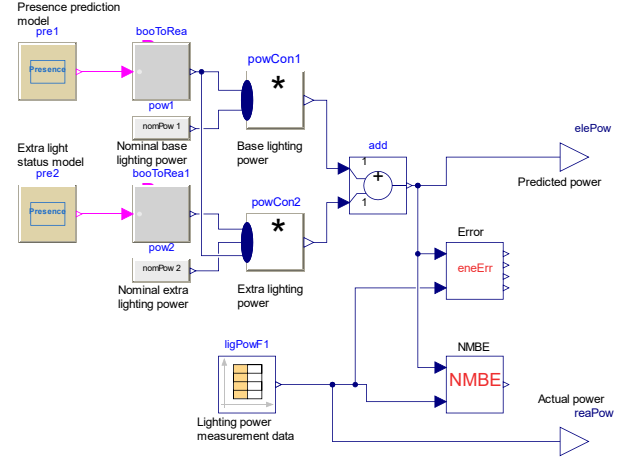 Presence prediction
model
pre1
Presence
booToRea
pow1
nomPow 1
Nominal base
lighting power
powCon1
*
Base lighting
power
Extra light
status model
pre2
Presence
booToRea1
pow2
nomPow 2
Nominal extra
lighting power
powCon2
*
Extra lighting
power
add
1
+
1
elePow
Predicted power
Error
eneErr
ligPowF1
Lighting power
measurement data
NMBE
NMBE
Actual power
reaPow